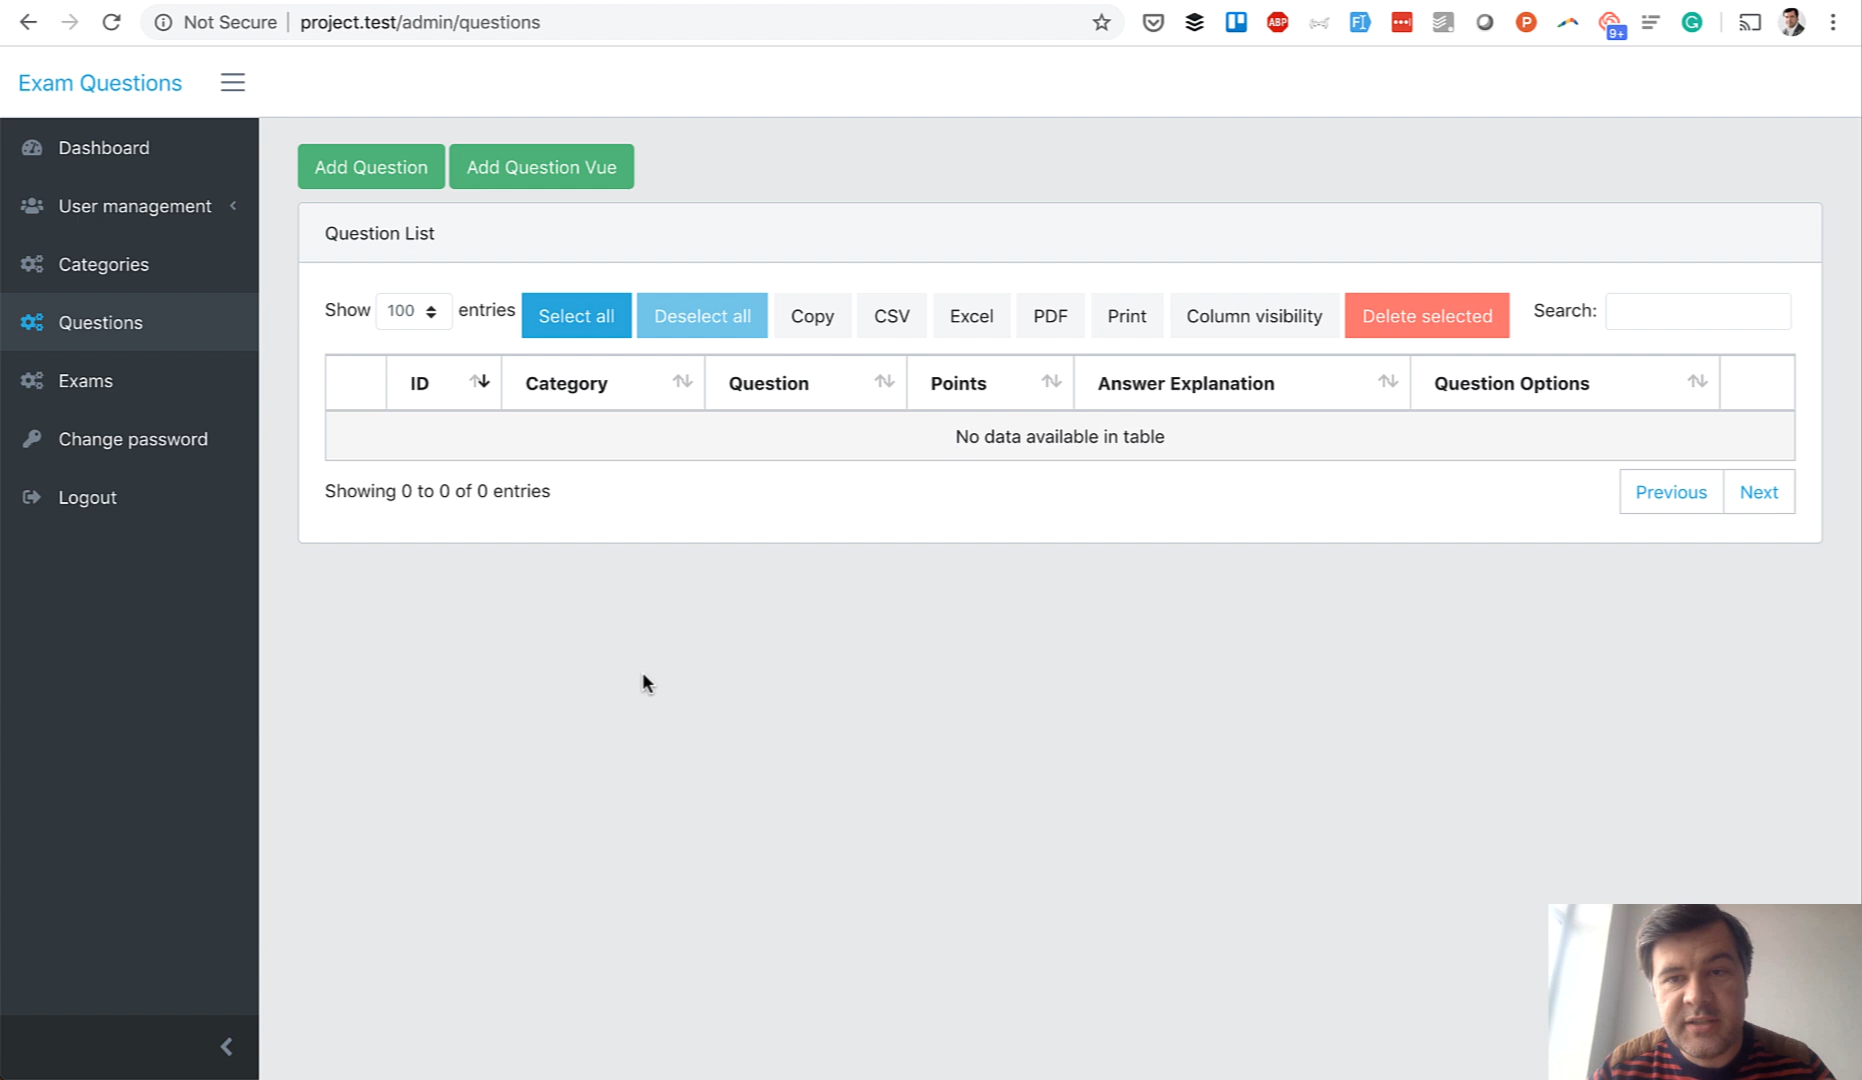 Not Secure | project.test/admin/questions
ABP
9+
P
G
Exam Questions
Dashboard
User management
Categories
Questions
Exams
Change password
Logout
Add Question
Add Question Vue
Question List
Show 100 entries
Select all
Deselect all
Copy
CSV
Excel
PDF
Print
Column visibility
Delete selected
Search:
ID
Category
Question
Points
Answer Explanation
Question Options
No data available in table
Showing 0 to 0 of 0 entries
Previous
Next